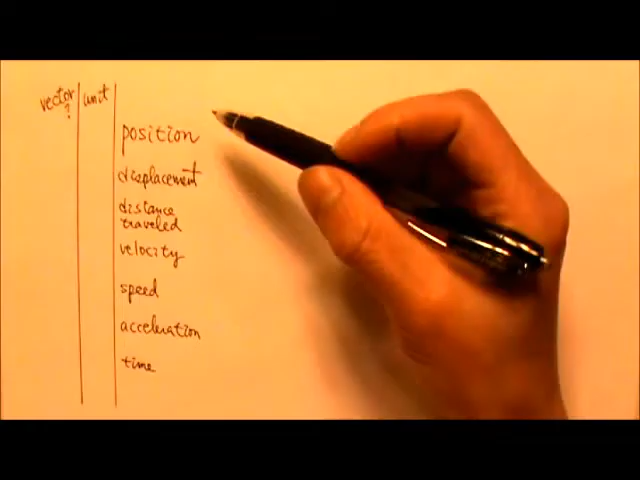 vector unit
?
position
displacement
distance
traveled
velocity
speed
acceleration
time